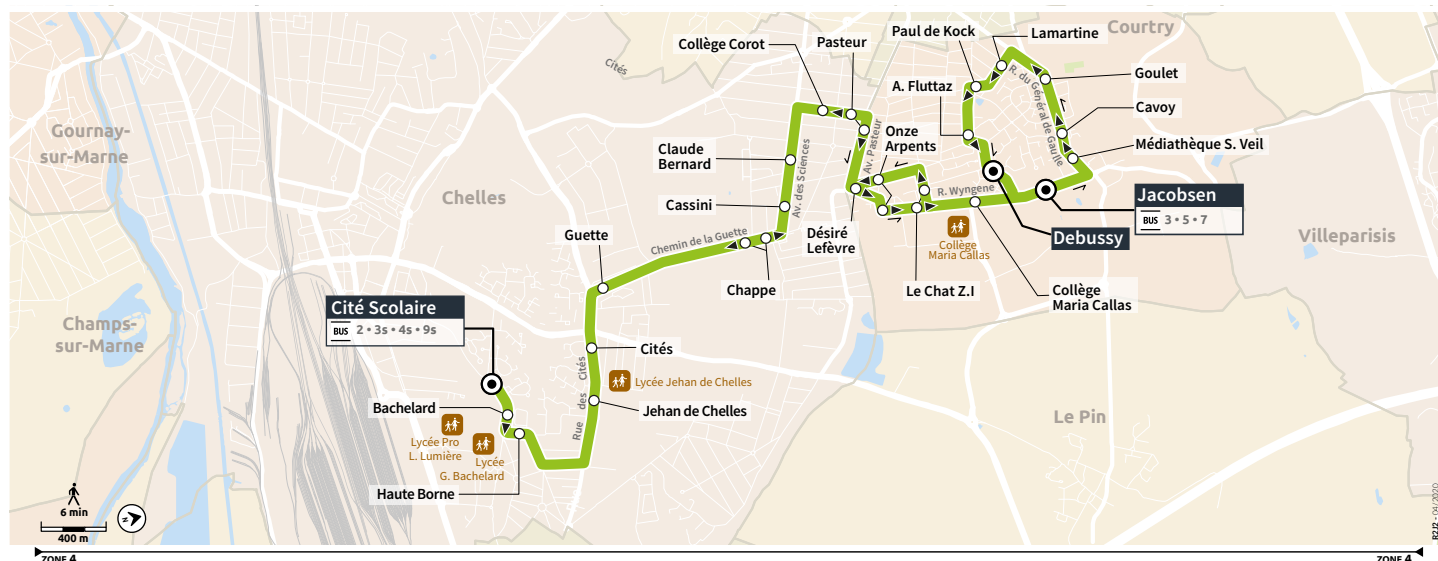 Courtry
Paul de Kock
Lamartine
Collège Corot
Pasteur
Cités
R. du Général de Gaulle
Goulet
A. Fluttaz
Cavoy
Gournay-
sur-Marne
Av. Pasteur
Onze
Arpents
Claude
Bernard
Médiathèque S. Veil
Av. des Sciences
R. Wyngene
Jacobsen
BUS 3 • 5 • 7
Chelles
Cassini
Guette
Chemin de la Guette
Désiré
Lefèvre
Collège
Maria Callas
Debussy
Villeparisis
Chappe
Le Chat Z.I
Collège
Maria Callas
Cité Scolaire
BUS 2 • 3s • 4s • 9s
Champs-
sur-Marne
Cités
Rue des Cités
Lycée Jehan de Chelles
Bachelard
Jehan de Chelles
Le Pin
Lycée Pro
L. Lumière
Lycée
G. Bachelard
Haute Borne
6 min
N
400 m
R2J2 - 04/2020
ZONE 4
ZONE 4